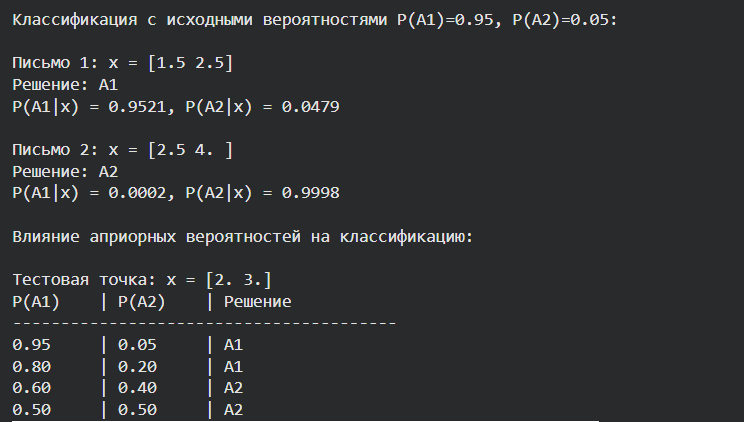 Классификация с исходными вероятностями P(A1)=0.95, P(A2)=0.05:
Письмо 1: x = [1.5 2.5]
Решение: A1
P(A1|x) = 0.9521, P(A2|x) = 0.0479
Письмо 2: x = [2.5 4. ]
Решение: A2
P(A1|x) = 0.0002, P(A2|x) = 0.9998
Влияние априорных вероятностей на классификацию:
Тестовая точка: x = [2. 3.]
P(A1)    | P(A2)    | Решение
----------------------------------------
0.95     | 0.05     | A1
0.80     | 0.20     | A1
0.60     | 0.40     | A2
0.50     | 0.50     | A2